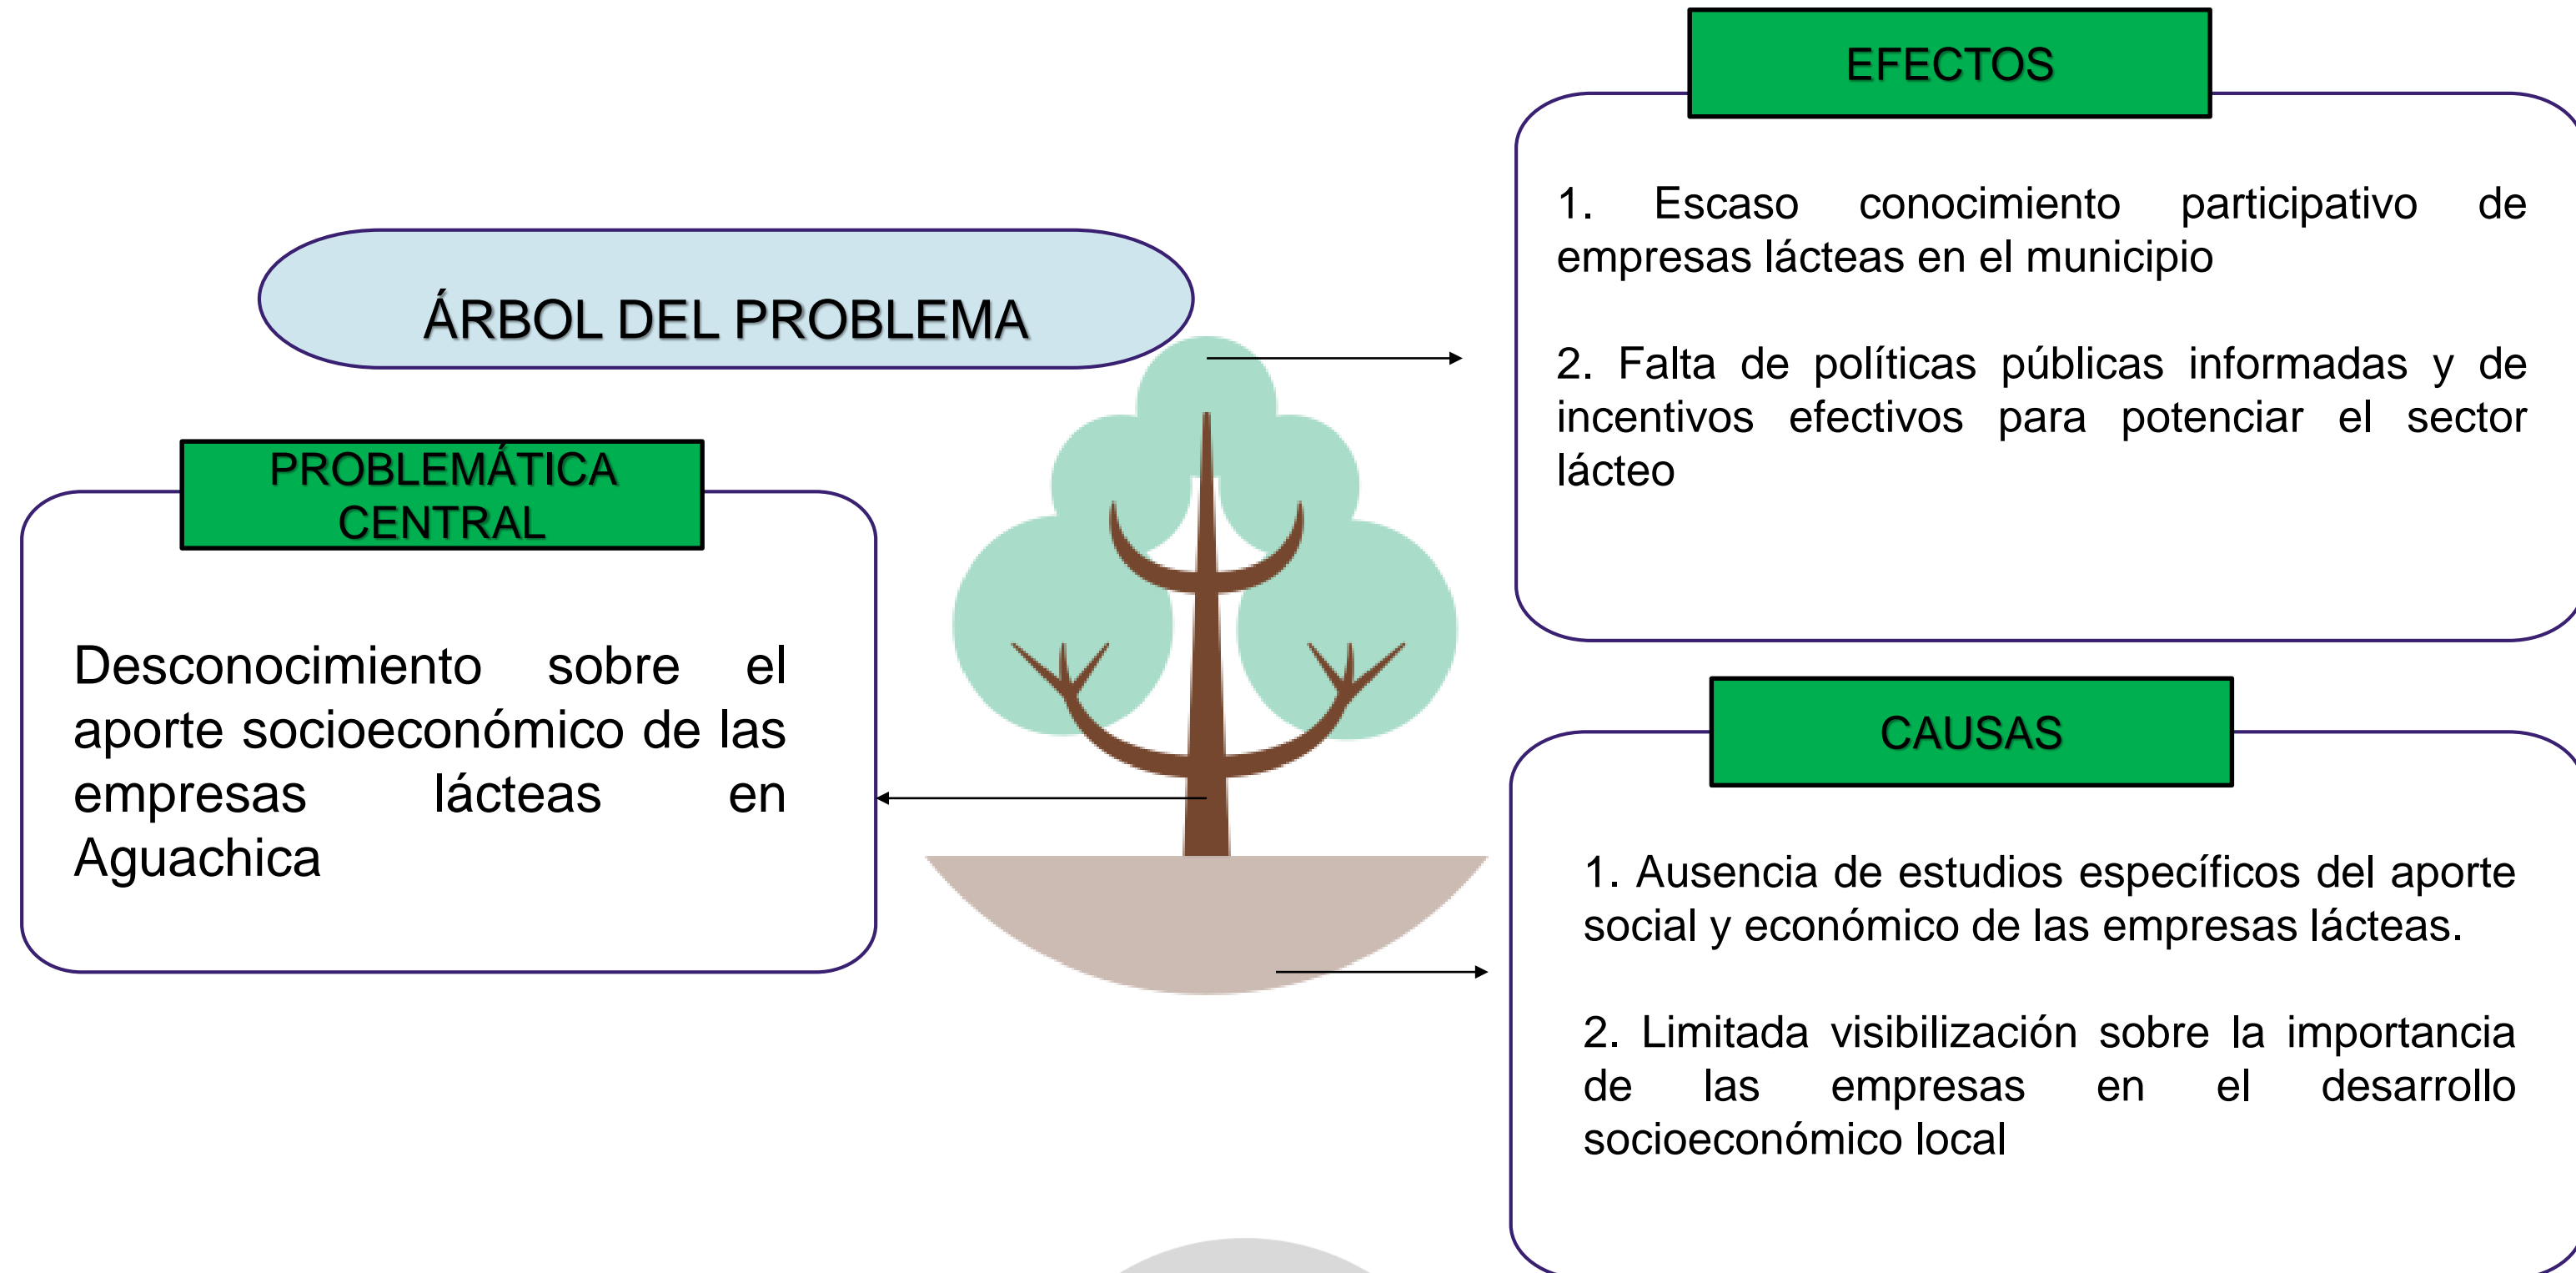 ÁRBOL DEL PROBLEMA
PROBLEMÁTICA
CENTRAL
Desconocimiento sobre el
aporte socioeconómico de las
empresas lácteas en
Aguachica
EFECTOS
1. Escaso conocimiento participativo de
empresas lácteas en el municipio
2. Falta de políticas públicas informadas y de
incentivos efectivos para potenciar el sector
lácteo
CAUSAS
1. Ausencia de estudios específicos del aporte
social y económico de las empresas lácteas.
2. Limitada visibilización sobre la importancia
de las empresas en el desarrollo
socioeconómico local